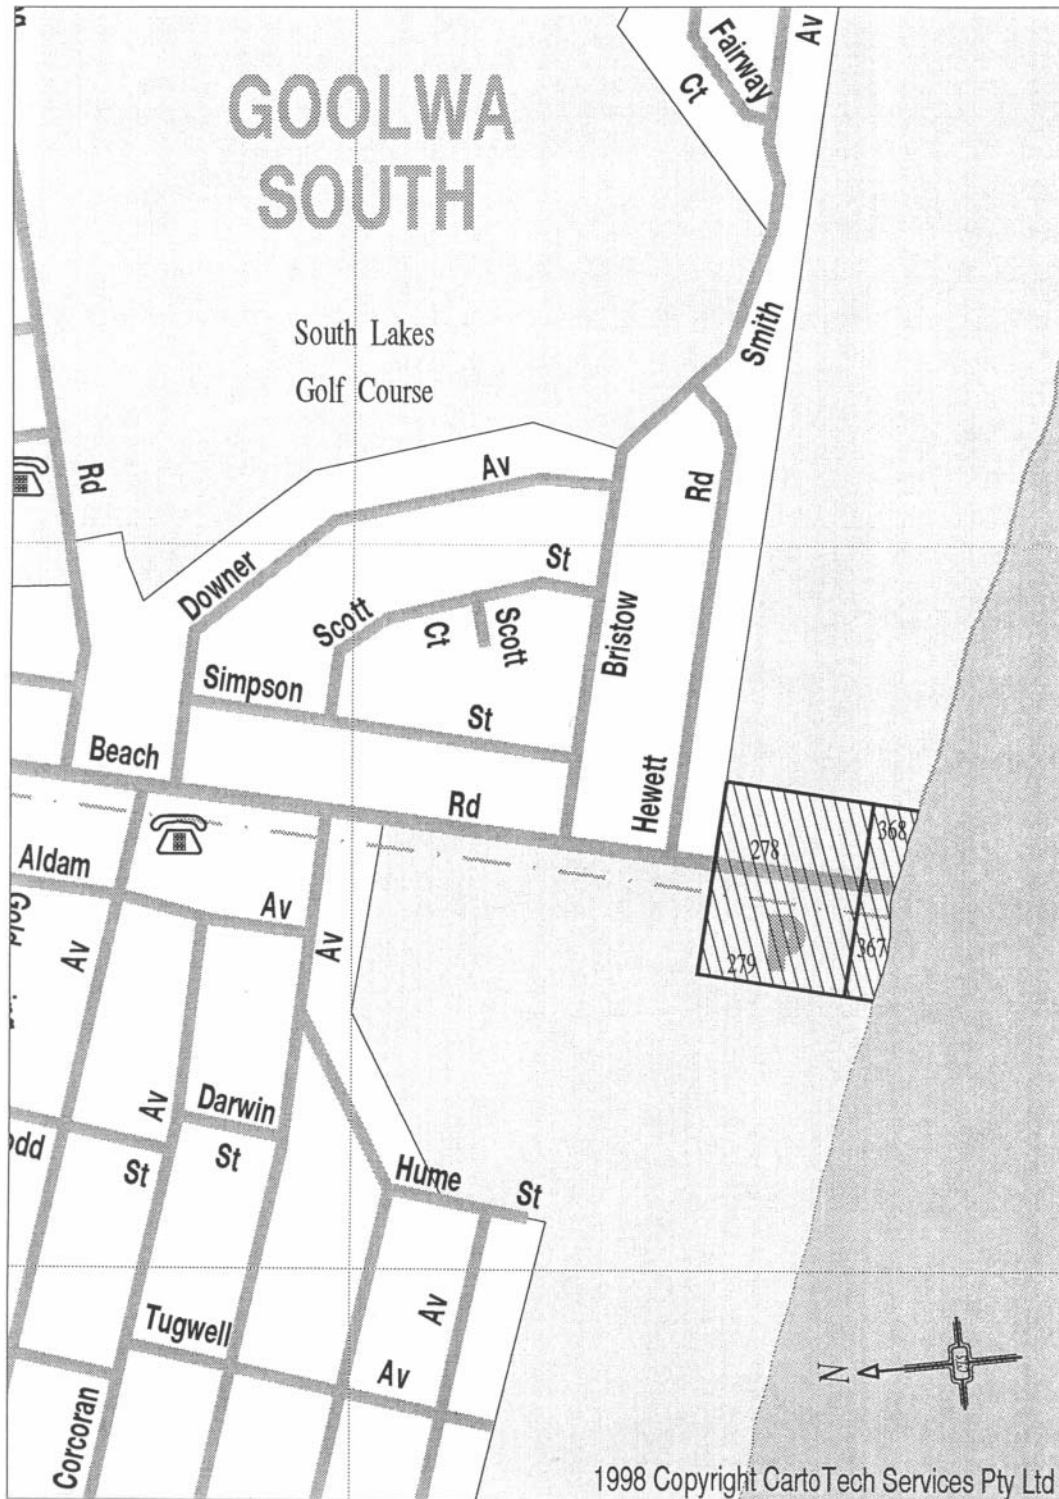 Av
Fairway
Ct
GOOLWA
SOUTH
South Lakes
Golf Course
Smith
Rd
Av
Rd
Downer
St
Scott
Ct
Scott
Bristow
Simpson
St
Beach
Rd
Hewett
368
278
Aldam
Av
Av
Av
367
279
P
Darwin
Av
St
St
Hume
St
Tugwell
Av
Av
Corcoran
N
1998 Copyright CartoTech Services Pty Ltd